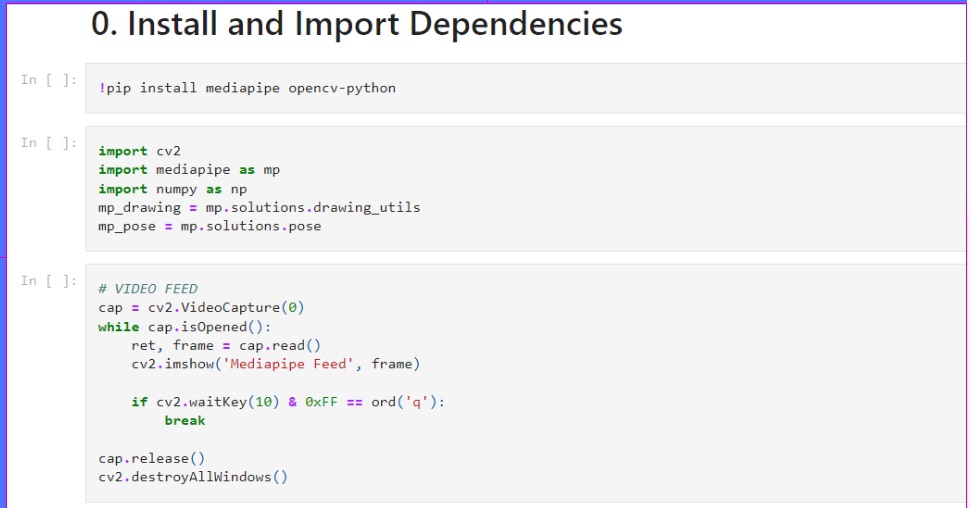 0. Install and Import Dependencies
In [ ]:
!pip install mediapipe opencv-python
In [ ]:
import cv2
import mediapipe as mp
import numpy as np
mp_drawing = mp.solutions.drawing_utils
mp_pose = mp.solutions.pose
In [ ]:
# VIDEO FEED
cap = cv2.VideoCapture(0)
while cap.isOpened():
    ret, frame = cap.read()
    cv2.imshow('Mediapipe Feed', frame)

    if cv2.waitKey(10) & 0xFF == ord('q'):
        break

cap.release()
cv2.destroyAllWindows()